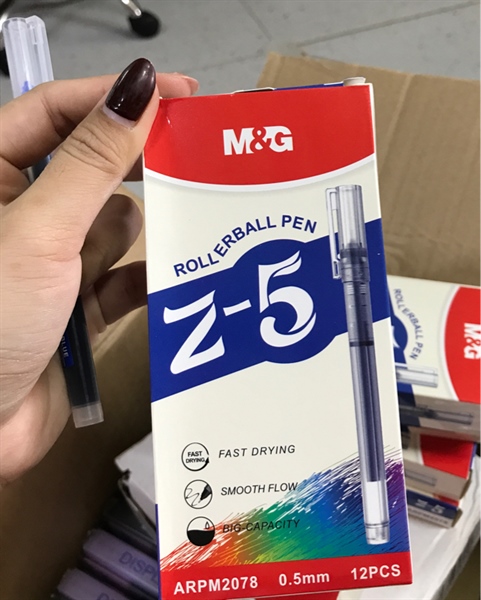 M&G
ROLLERBALL PEN
Z-5
FAST DRYING
FAST DRYING
SMOOTH FLOW
BIG-CAPACITY
ARPM2078 0.5mm 12PCS
ROLLERBALL PEN
M&G